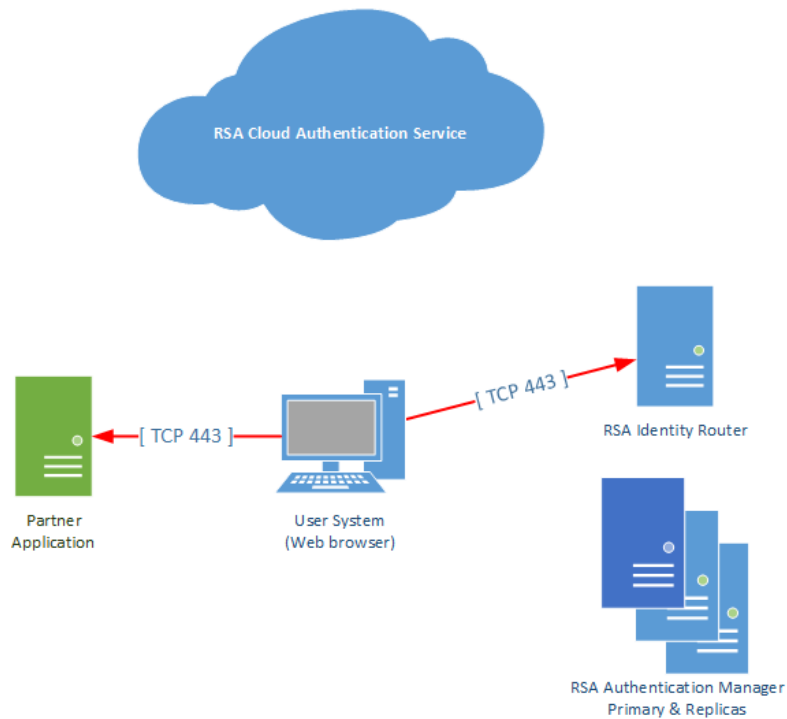 RSA Cloud Authentication Service
[ TCP 443 ]
RSA Identity Router
[ TCP 443 ]
Partner
Application
User System
(Web browser)
RSA Authentication Manager
Primary & Replicas